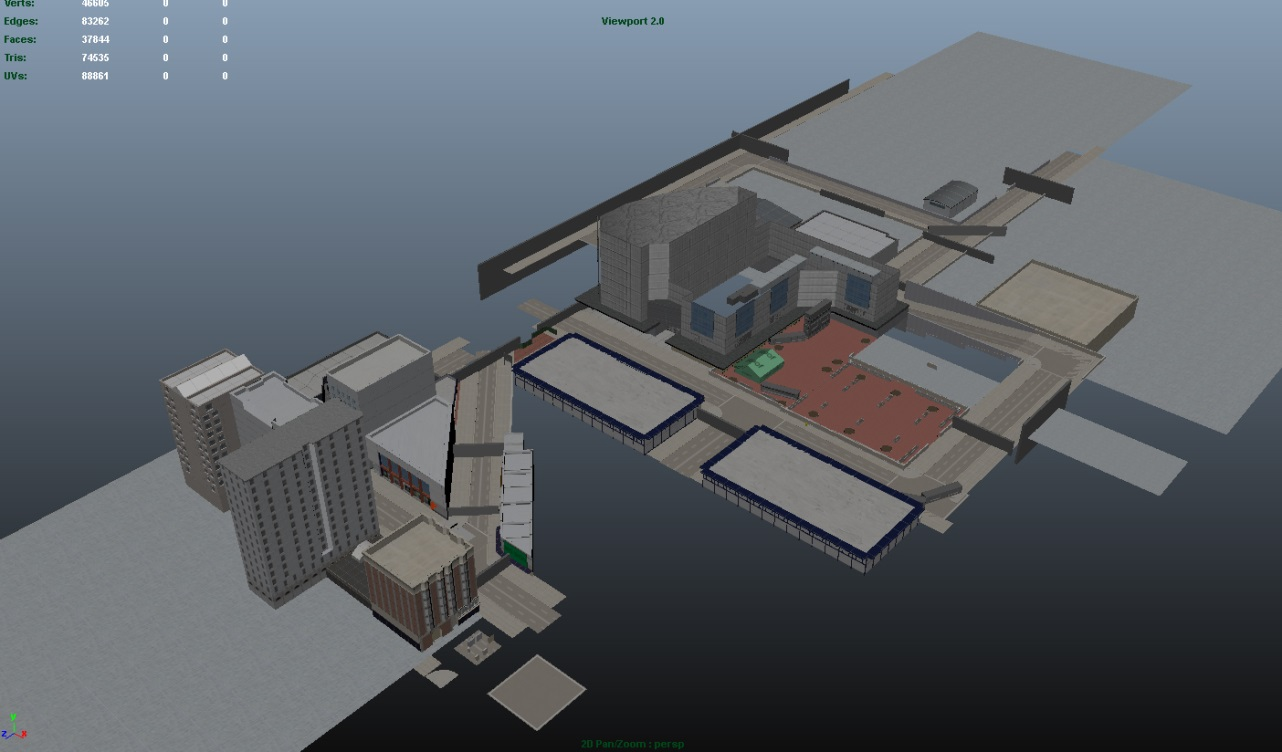 Verts: 46605 0 0
Edges: 83262 0 0
Faces: 37844 0 0
Tris: 74535 0 0
UVs: 88861 0 0
Viewport 2.0
2D Pan/Zoom : persp
y
z x